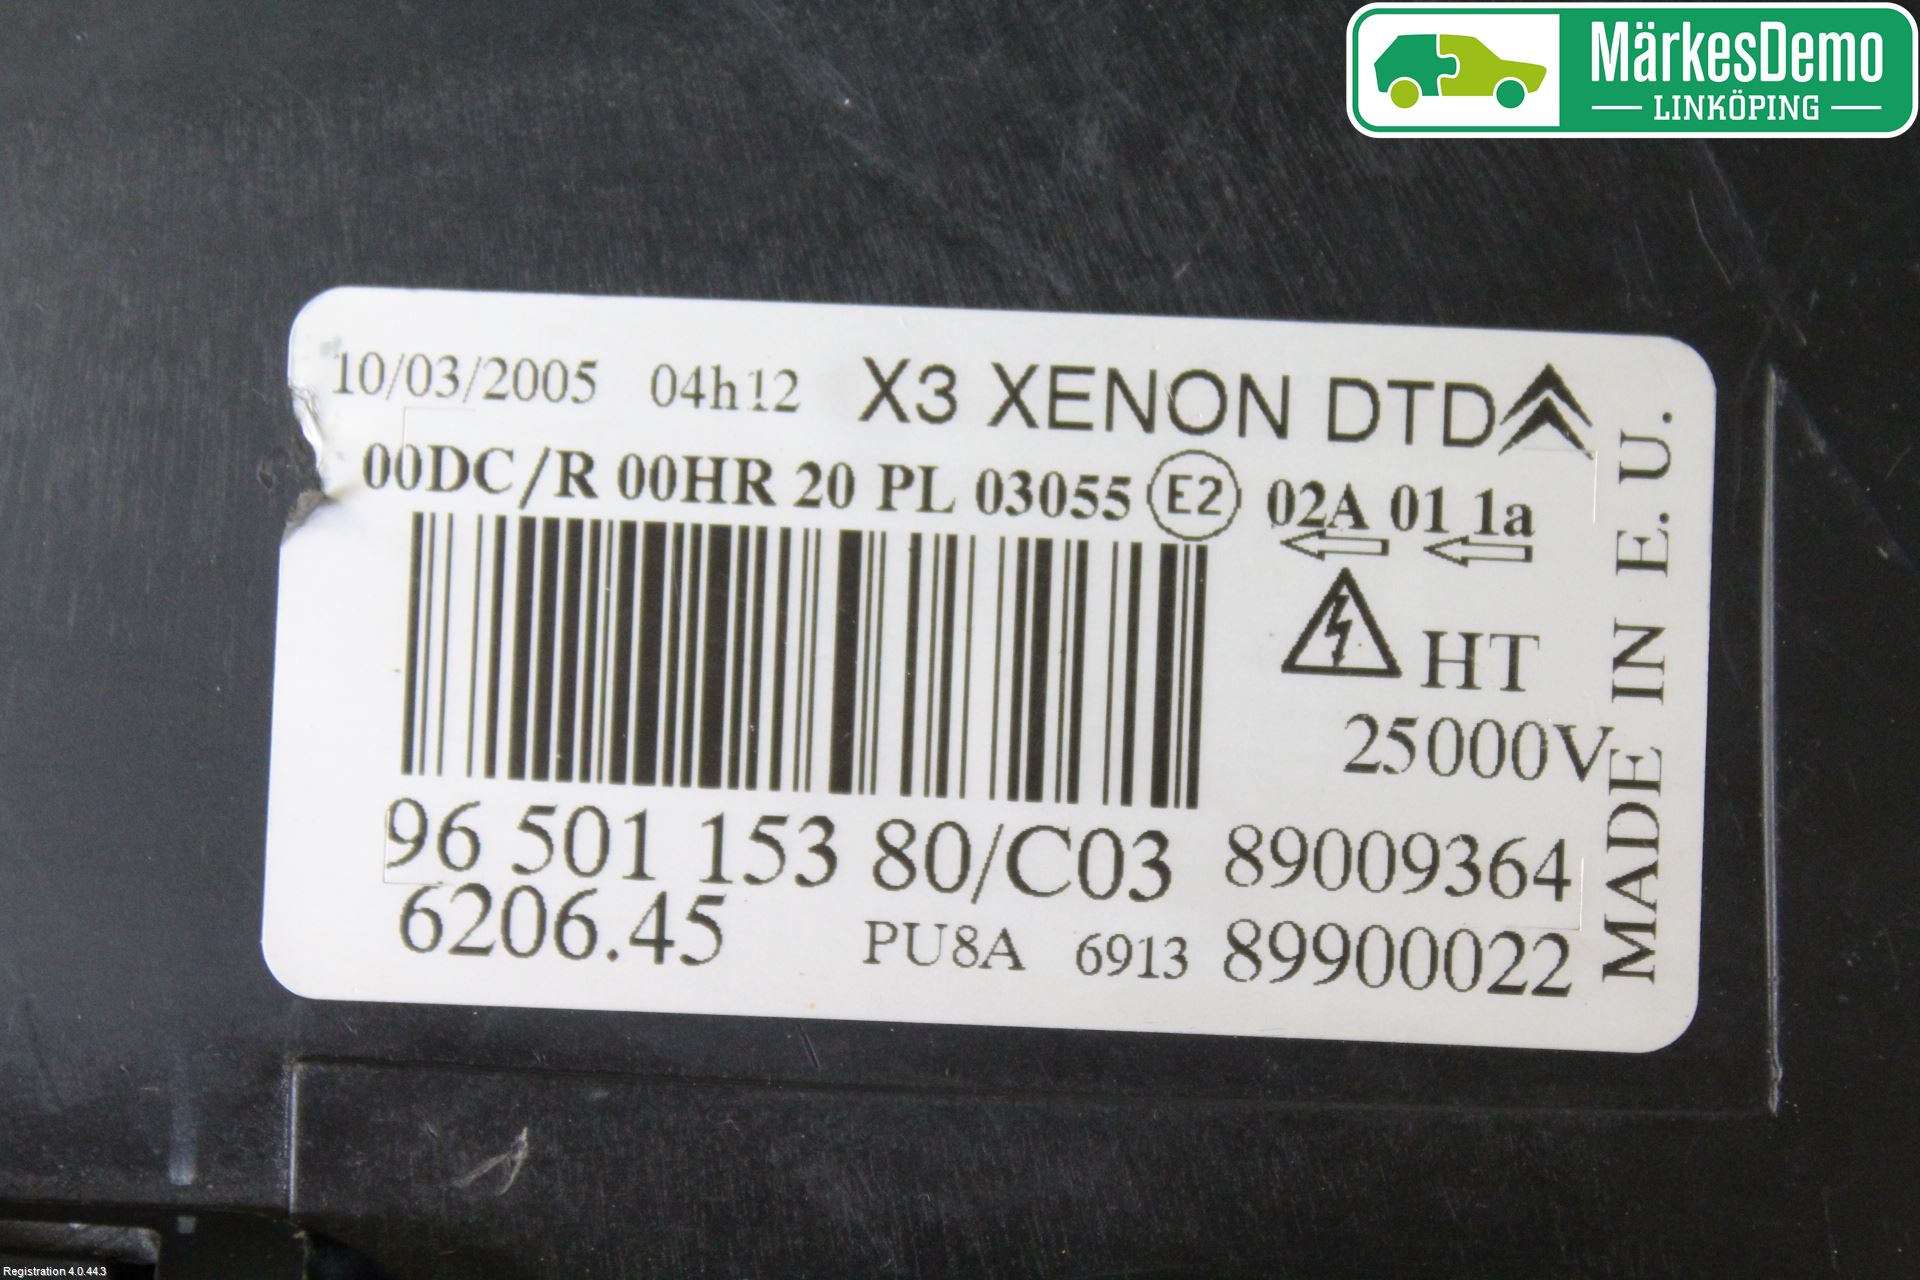 MärkesDemo
LINKÖPING
10/03/2005 04h12 X3 XENON DTD
00DC/R 00HR 20 PL 03055 E2 02A 01 1a
HT
25000V
MADE IN E.U.
96 501 153 80/C03 89009364
6206.45 PU8A 6913 89900022
Registration 4.0.44.3